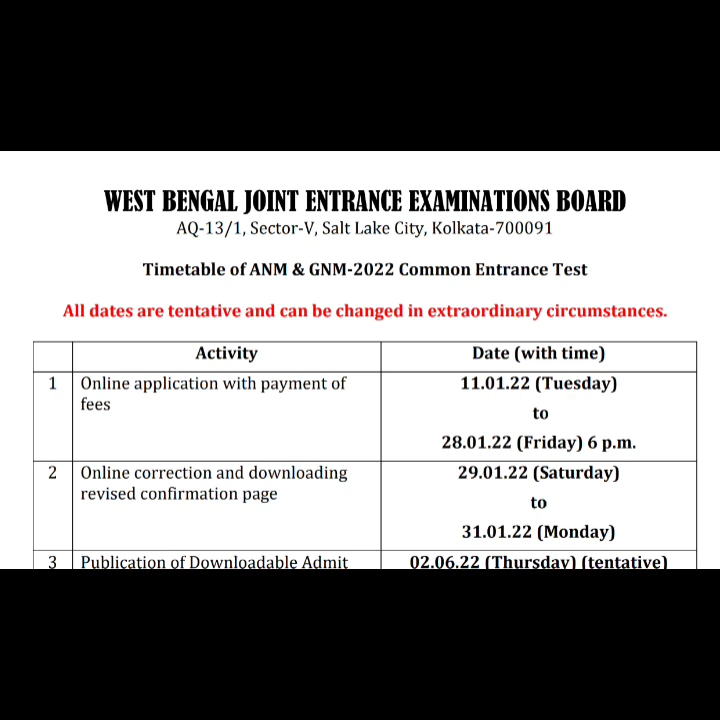 WEST BENGAL JOINT ENTRANCE EXAMINATIONS BOARD
AQ-13/1, Sector-V, Salt Lake City, Kolkata-700091
Timetable of ANM & GNM-2022 Common Entrance Test
All dates are tentative and can be changed in extraordinary circumstances.
Activity Date (with time)
1 Online application with payment of fees 11.01.22 (Tuesday)
to
28.01.22 (Friday) 6 p.m.
2 Online correction and downloading revised confirmation page 29.01.22 (Saturday)
to
31.01.22 (Monday)
3 Publication of Downloadable Admit 02.06.22 (Thursday) (tentative)